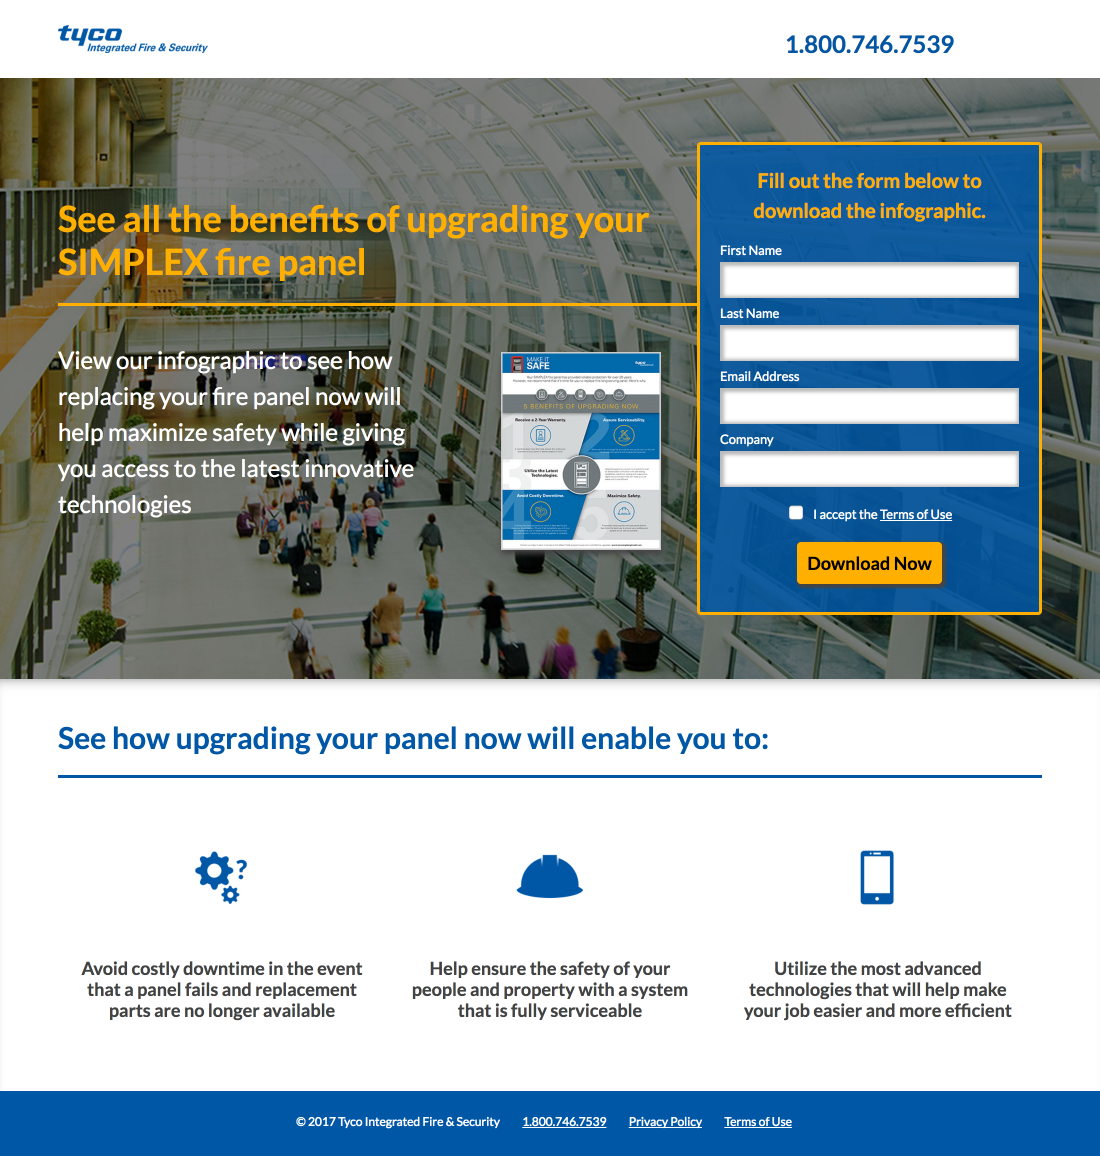 tyco
Integrated Fire & Security
1.800.746.7539
See all the benefits of upgrading your
SIMPLEX fire panel
View our infographic to see how
replacing your fire panel now will
help maximize safety while giving
you access to the latest innovative
technologies
MAKE IT
SAFE
tyco
6 BENEFITS OF UPGRADING NOW
Receive a 2-Year Warranty.
Assure Serviceability.
Utilize the Latest
Technologies.
Avoid Costly Downtime.
Maximize Safety.
Fill out the form below to
download the infographic.
First Name
Last Name
Email Address
Company
I accept the Terms of Use
Download Now
See how upgrading your panel now will enable you to:
Avoid costly downtime in the event
that a panel fails and replacement
parts are no longer available
Help ensure the safety of your
people and property with a system
that is fully serviceable
Utilize the most advanced
technologies that will help make
your job easier and more efficient
© 2017 Tyco Integrated Fire & Security 1.800.746.7539 Privacy Policy Terms of Use